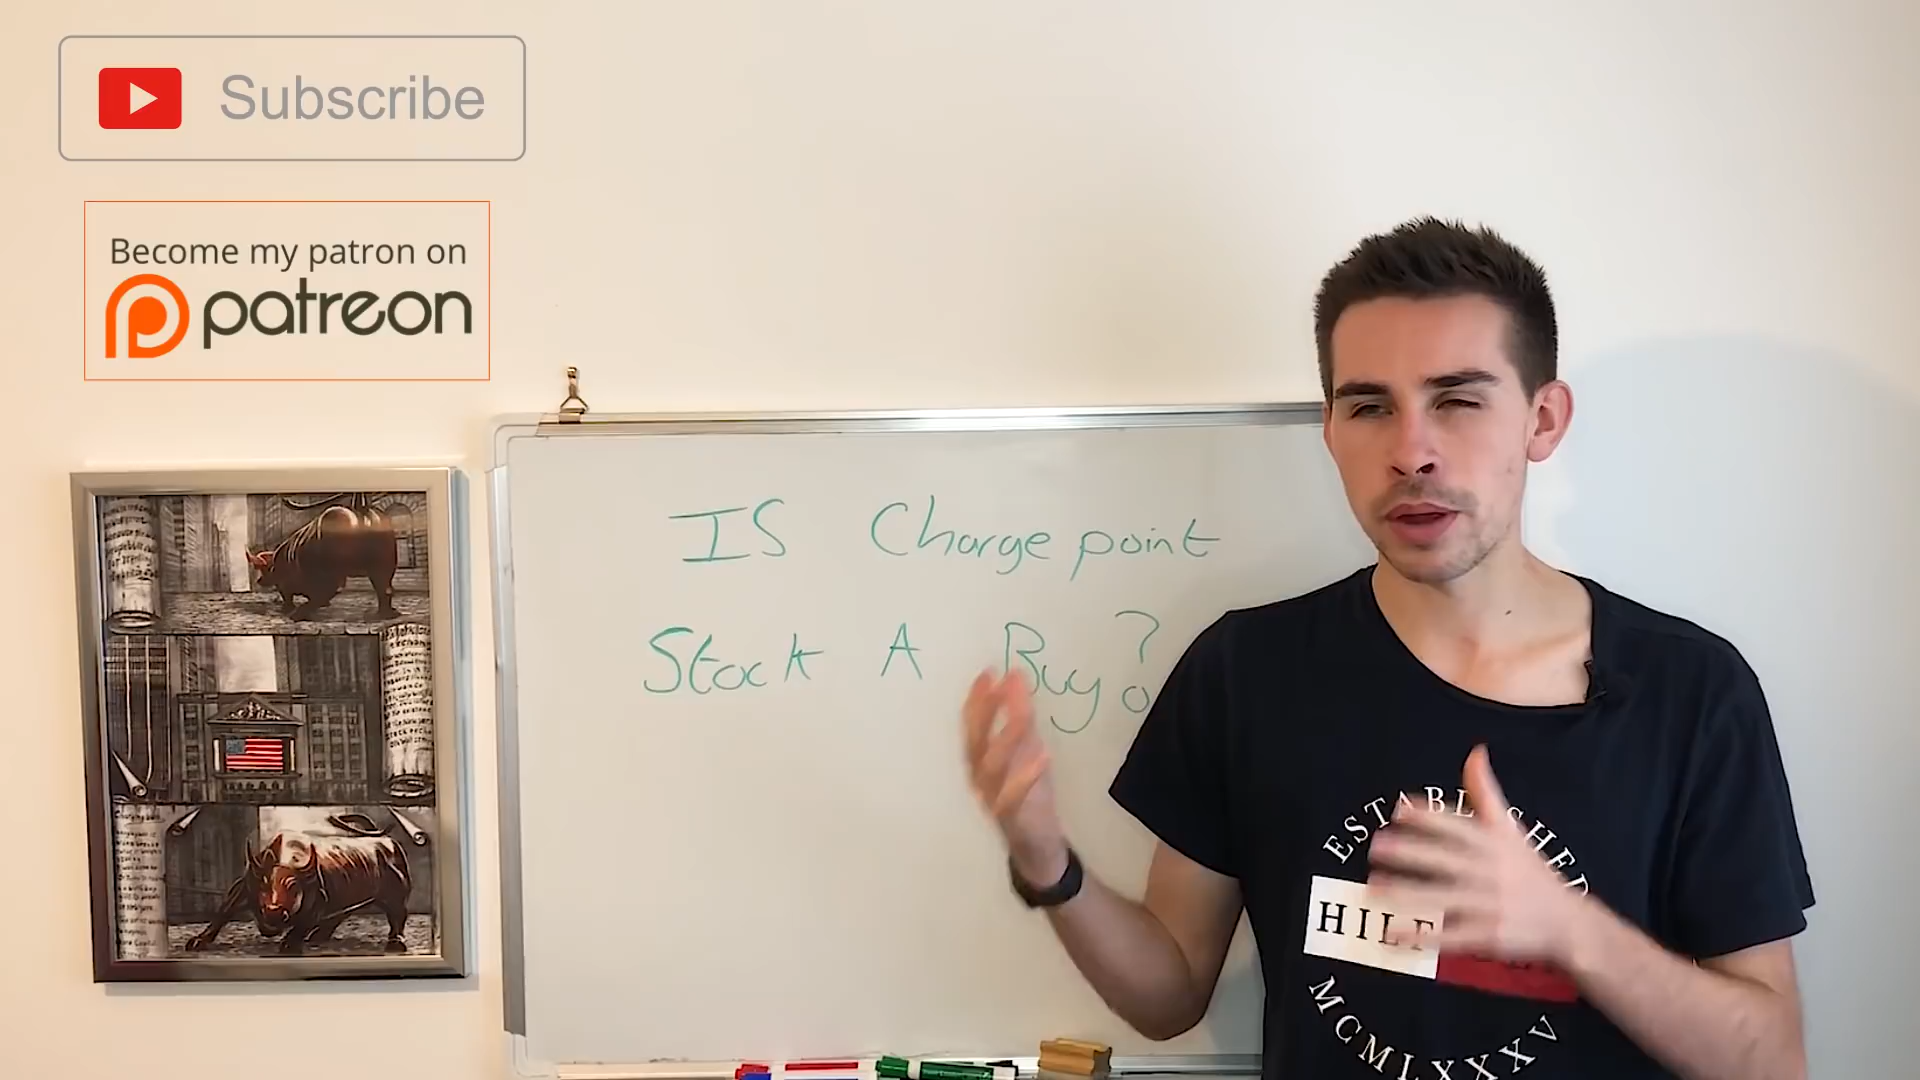 Subscribe
Become my patron on
patreon
IS Chargepoint
Stock A Buy?
ESTABLISHED
HILF
MCMLXXXV